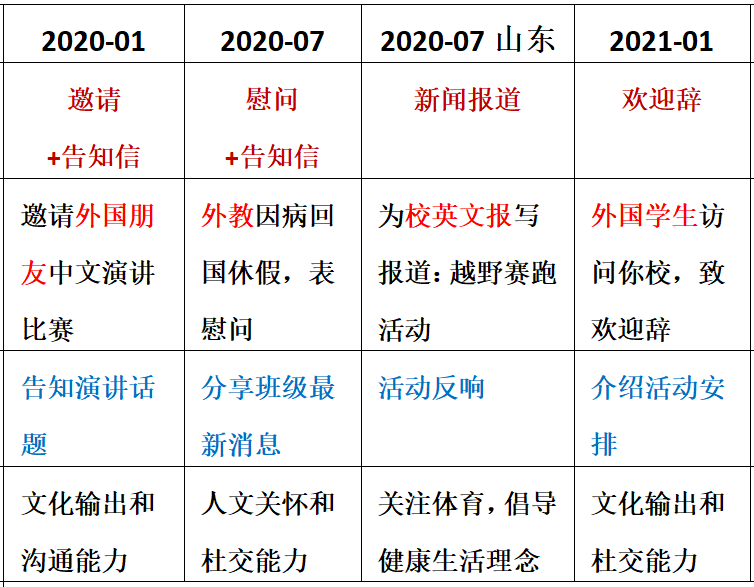 2020-01
2020-07
2020-07 山东
2021-01
邀请
+告知信
慰问
+告知信
新闻报道
欢迎辞
邀请外国朋
友中文演讲
比赛
外教因病回
国休假，表
慰问
为校英文报写
报道：越野赛跑
活动
外国学生访
问你校，致
欢迎辞
告知演讲话
题
分享班级最
新消息
活动反响
介绍活动安
排
文化输出和
沟通能力
人文关怀和
杜交能力
关注体育，倡导
健康生活理念
文化输出和
杜交能力